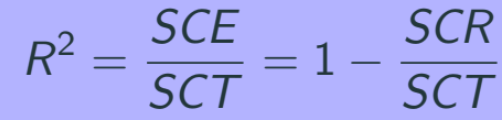 R² = SCE/SCT = 1 − SCR/SCT